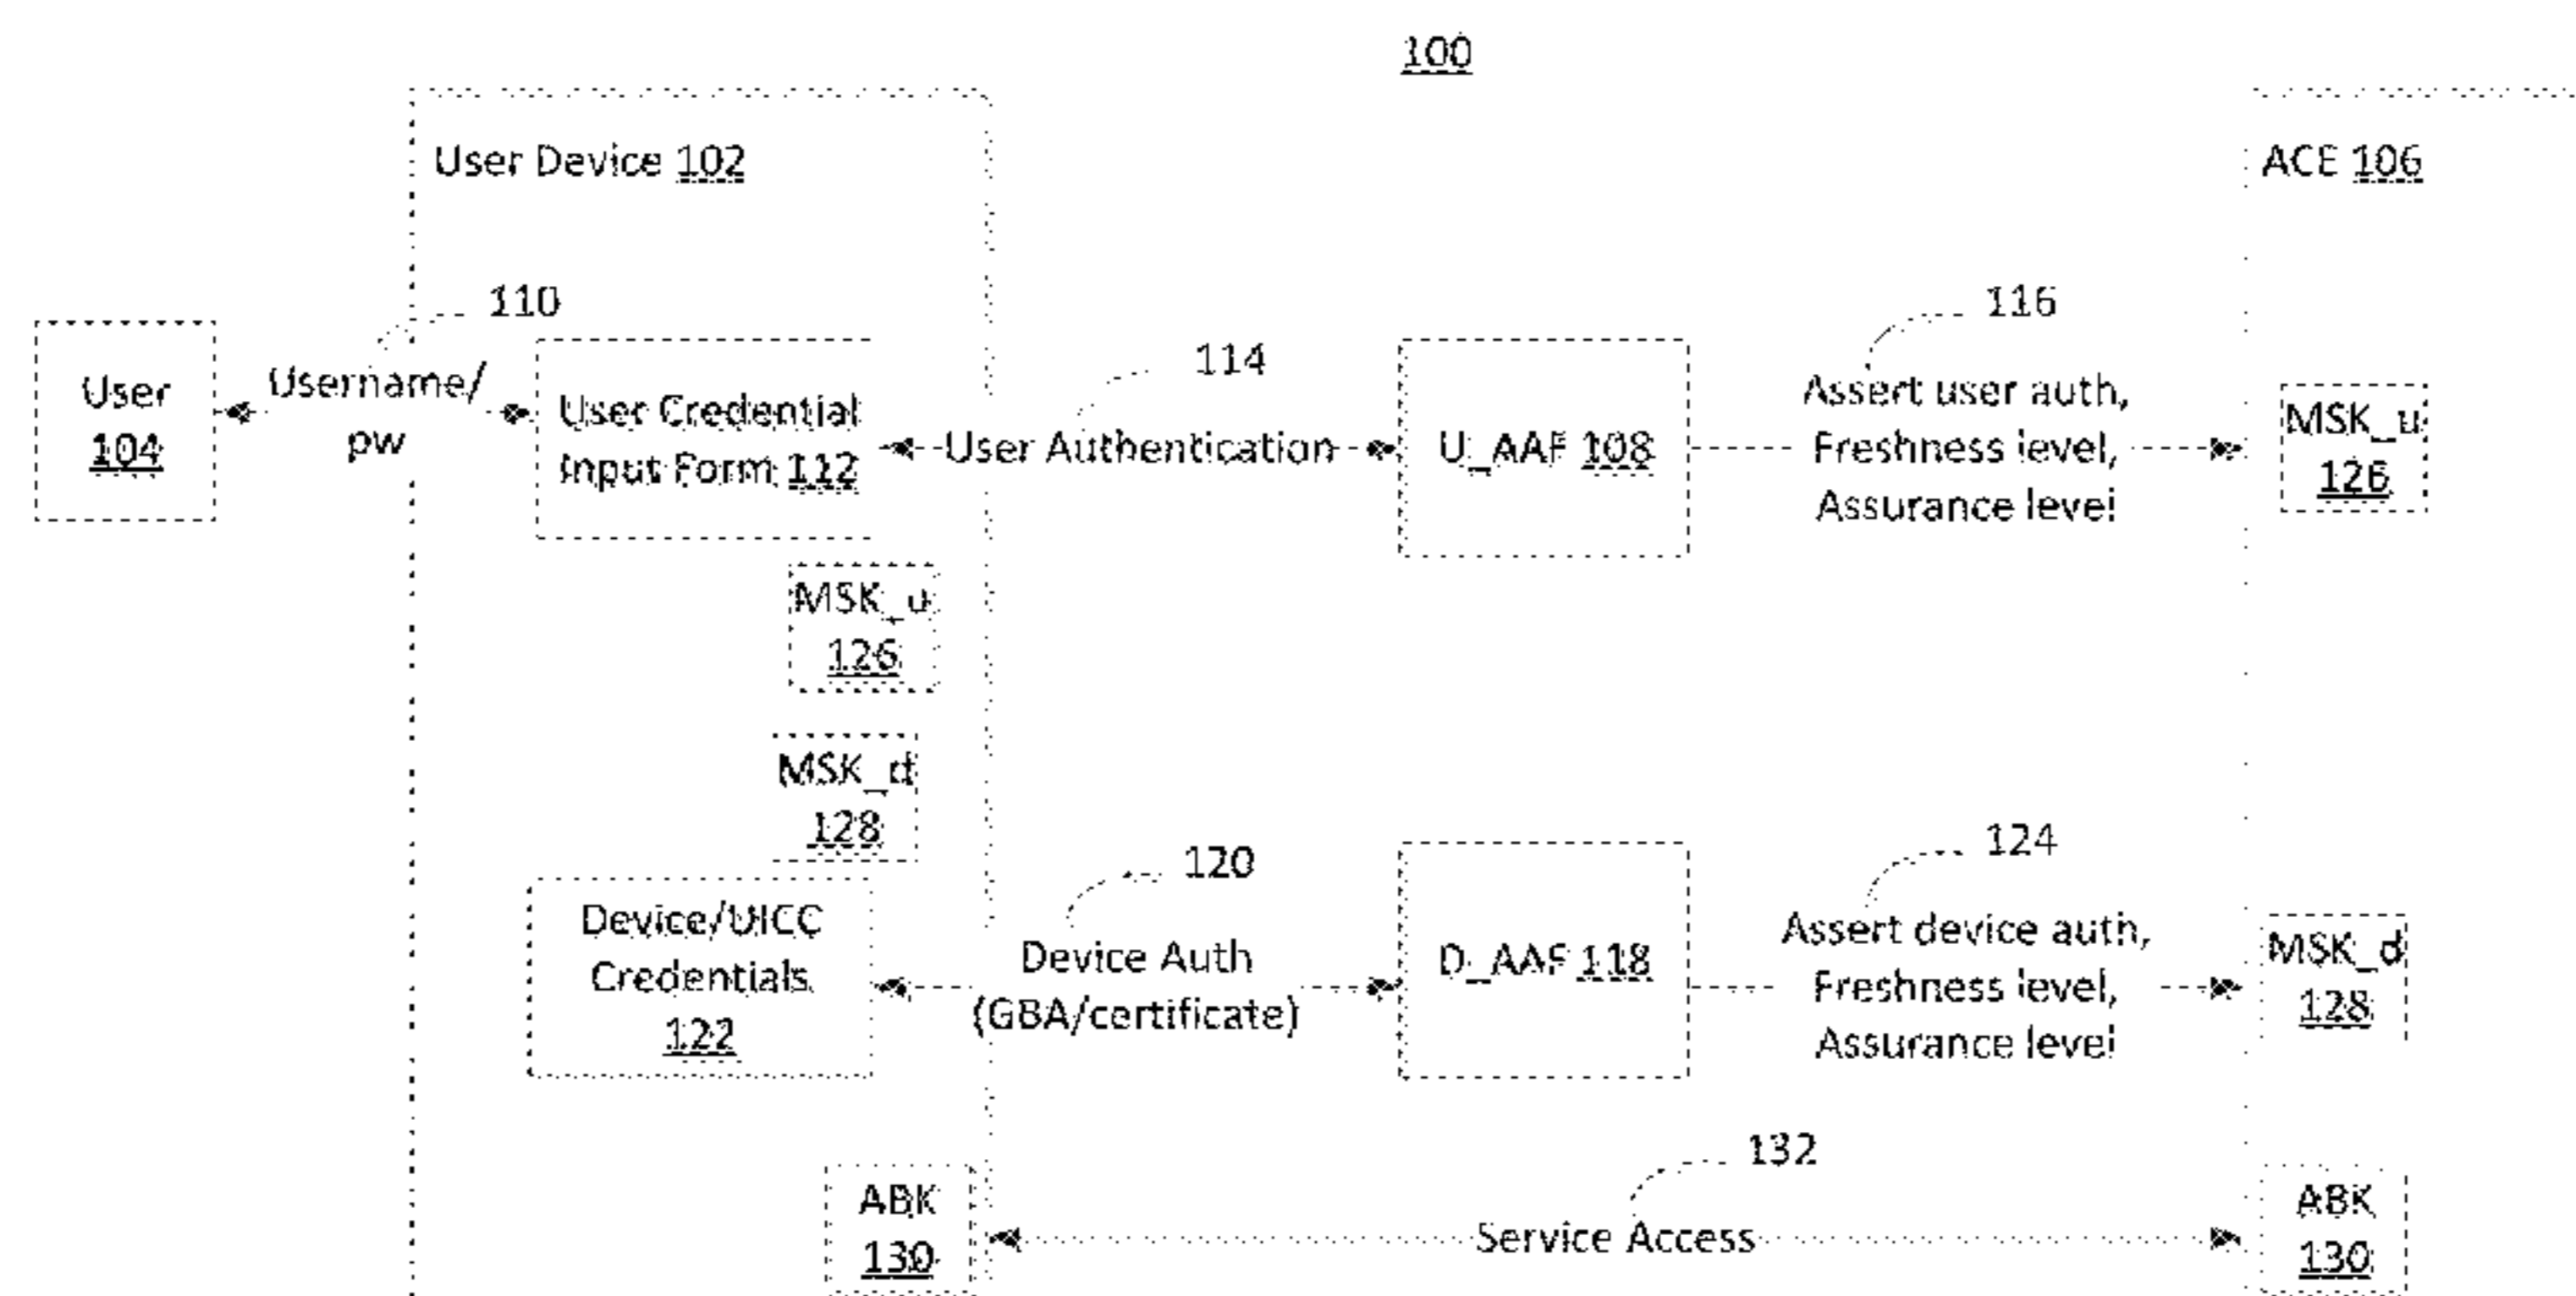 100
User Device 102
ACE 106
110
116
114
User
104
Username/
pw
User Credential
Input Form 112
User Authentication
U_AAF 108
Assert user auth,
Freshness level,
Assurance level
MSK_u
126
MSK_u
126
MSK_d
128
120
124
Device/UICC
Credentials
122
Device Auth
(GBA/certificate)
D_AAF 118
Assert device auth,
Freshness level,
Assurance level
MSK_d
128
132
ABK
130
Service Access
ABK
130